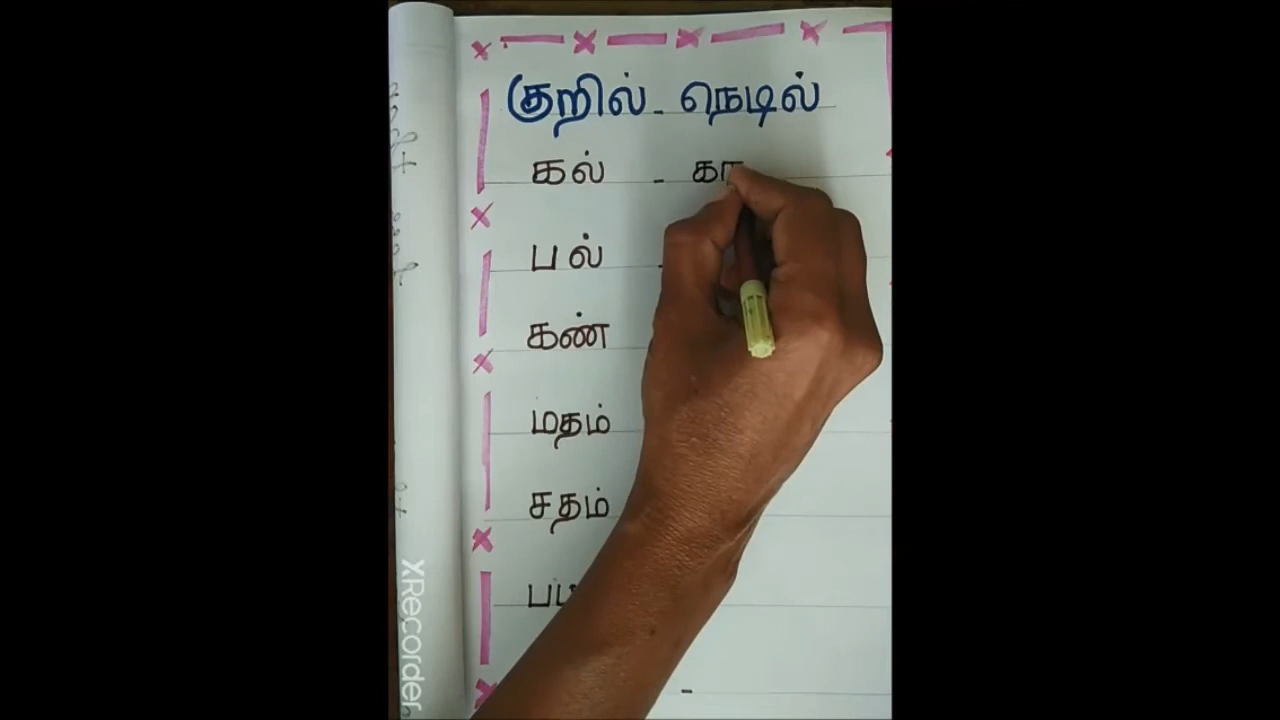 குறில் - நெடில்
கல் - கா
பல் -
கண்
மதம்
சதம்
XRecorder